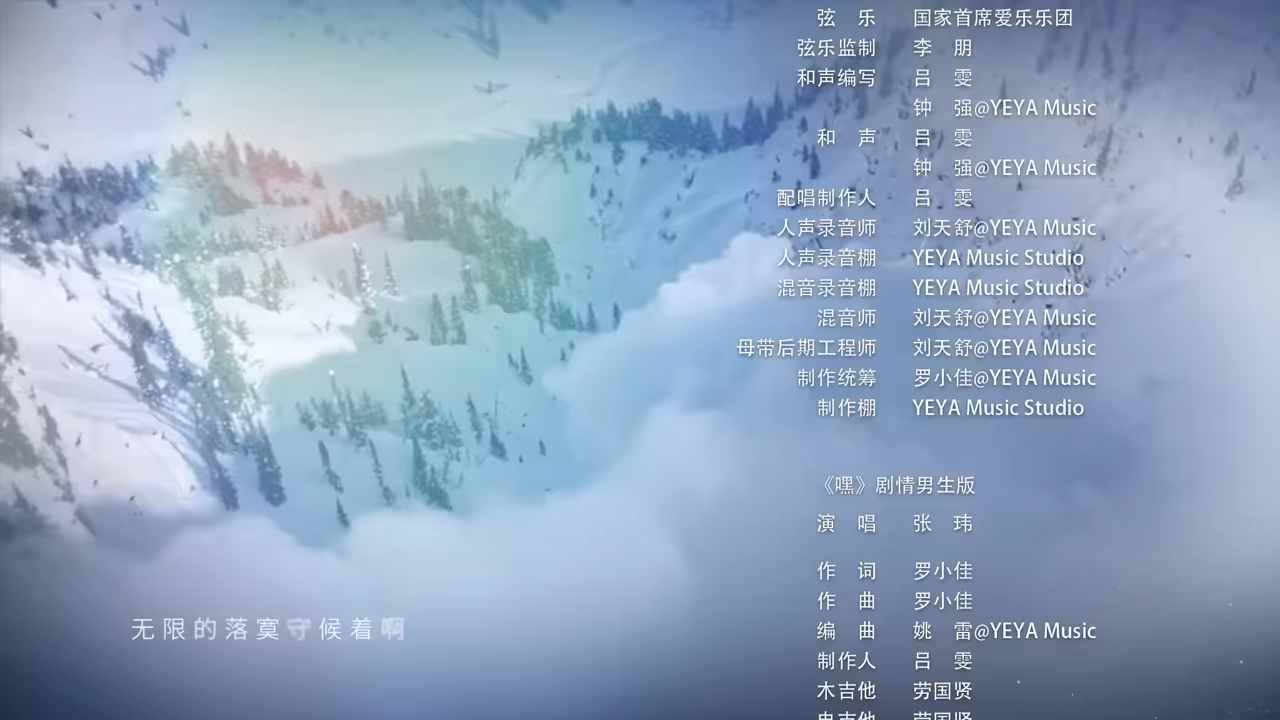 弦 乐 国家首席爱乐乐团
弦乐监制 李 朋
和声编写 吕 雯
钟 强@YEYA Music
和 声 吕 雯
钟 强@YEYA Music
配唱制作人 吕 雯
人声录音师 刘天舒@YEYA Music
人声录音棚 YEYA Music Studio
混音录音棚 YEYA Music Studio
混音师 刘天舒@YEYA Music
母带后期工程师 刘天舒@YEYA Music
制作统筹 罗小佳@YEYA Music
制作棚 YEYA Music Studio
《嘿》剧情男生版
演 唱 张 玮
作 词 罗小佳
作 曲 罗小佳
编 曲 姚 雷@YEYA Music
制作人 吕 雯
木吉他 劳国贤
电吉他 劳国贤
无限的落寞守候着啊